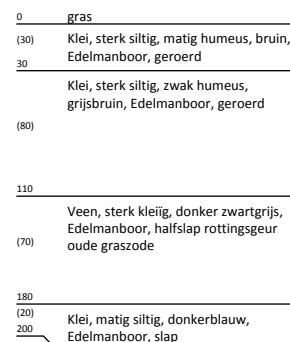 0 gras
(30) Klei, sterk siltig, matig humeus, bruin,
Edelmanboor, geroerd
30
Klei, sterk siltig, zwak humeus,
grijsbruin, Edelmanboor, geroerd
(80)
110
Veen, sterk kleiïg, donker zwartgrijs,
Edelmanboor, halfslap rottingsgeur
(70) oude graszode
180
(20) Klei, matig siltig, donkerblauw,
200 Edelmanboor, slap